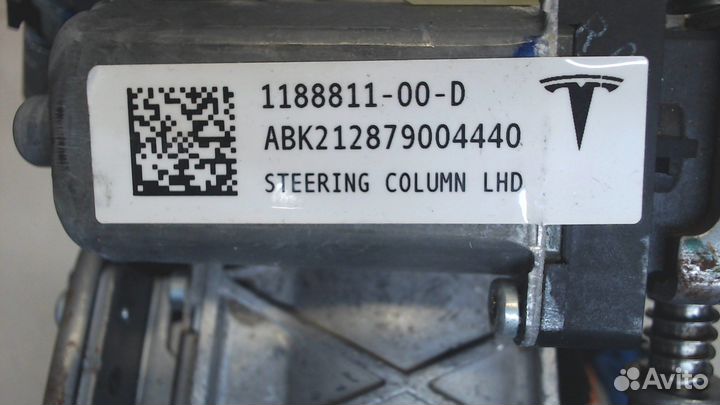 1188811-00-D
ABK212879004440
STEERING COLUMN LHD
Avito